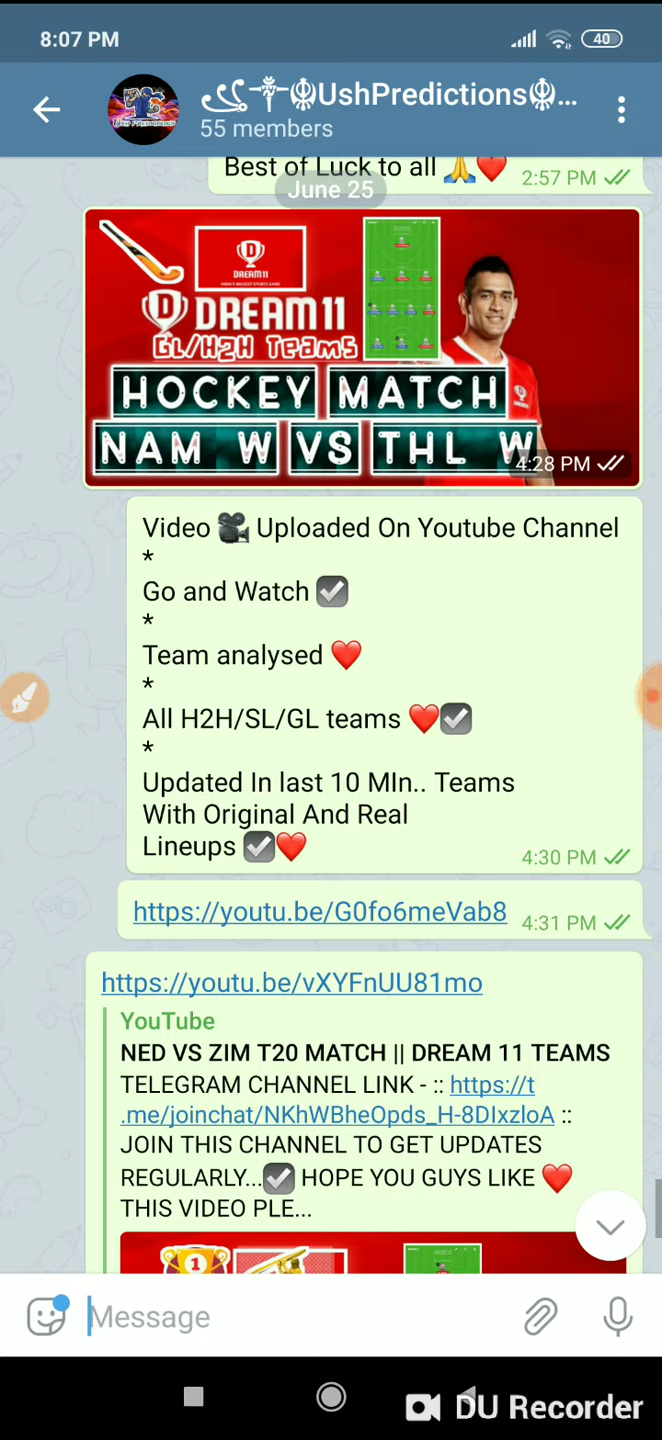 8:07 PM
40
UshPredictions
55 members
Best of Luck to all 🙏❤️ 2:57 PM
June 25
DREAM11
DREAM11
GL/H2H TEAMS
HOCKEY MATCH
NAM W VS THL W
4:28 PM
Video 🎥 Uploaded On Youtube Channel
*
Go and Watch ☑️
*
Team analysed ❤️
*
All H2H/SL/GL teams ❤️☑️
*
Updated In last 10 MIn.. Teams
With Original And Real
Lineups ☑️❤️
4:30 PM
https://youtu.be/G0fo6meVab8 4:31 PM
https://youtu.be/vXYFnUU81mo
YouTube
NED VS ZIM T20 MATCH || DREAM 11 TEAMS
TELEGRAM CHANNEL LINK - :: https://t
.me/joinchat/NKhWBheOpds_H-8DIxzloA ::
JOIN THIS CHANNEL TO GET UPDATES
REGULARLY...☑️ HOPE YOU GUYS LIKE ❤️
THIS VIDEO PLE...
1
Message
DU Recorder